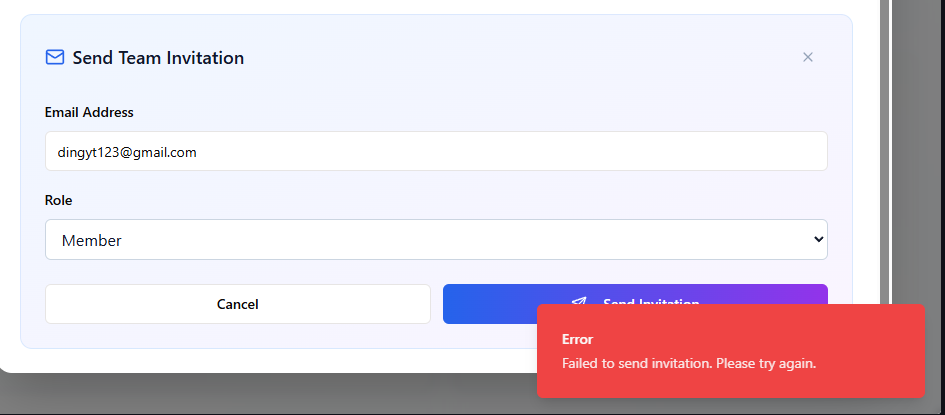 Send Team Invitation
Email Address
dingyt123@gmail.com
Role
Member
Cancel
Send Invitation
Error
Failed to send invitation. Please try again.